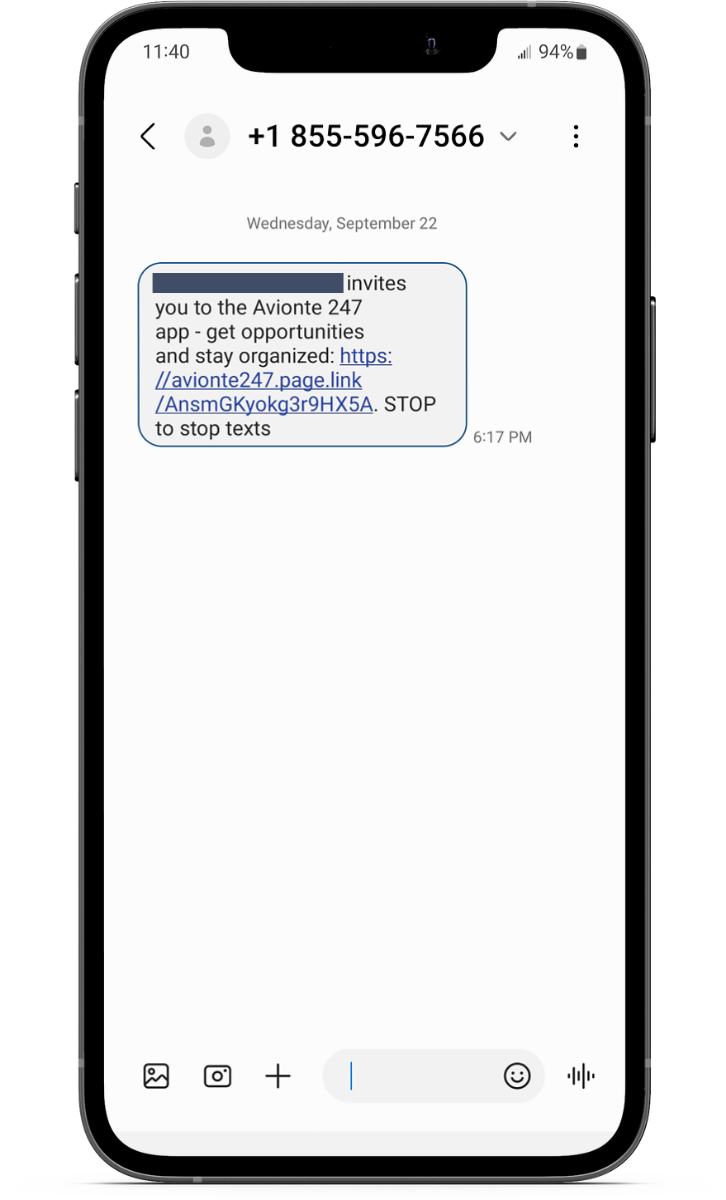 11:40 94%
+1 855-596-7566
Wednesday, September 22
invites
you to the Avionte 247
app - get opportunities
and stay organized: https:
//avionte247.page.link
/AnsmGKyokg3r9HX5A. STOP
to stop texts
6:17 PM